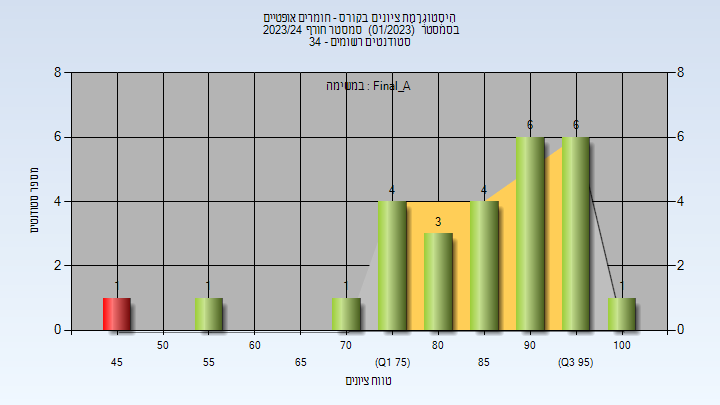 היסטוגרמת ציונים בקורס - חומרים אופטיים
בסמסטר (01/2023) סמסטר חורף 2023/24
סטודנטים רשומים - 34
במשימה : Final_A
מספר סטודנטים
8 8
6 6
4 4
2 2
0 0
1 1 1 4 3 4 6 6 1
50 60 70 80 90 100
45 55 65 (Q1 75) 85 (Q3 95)
טווח ציונים